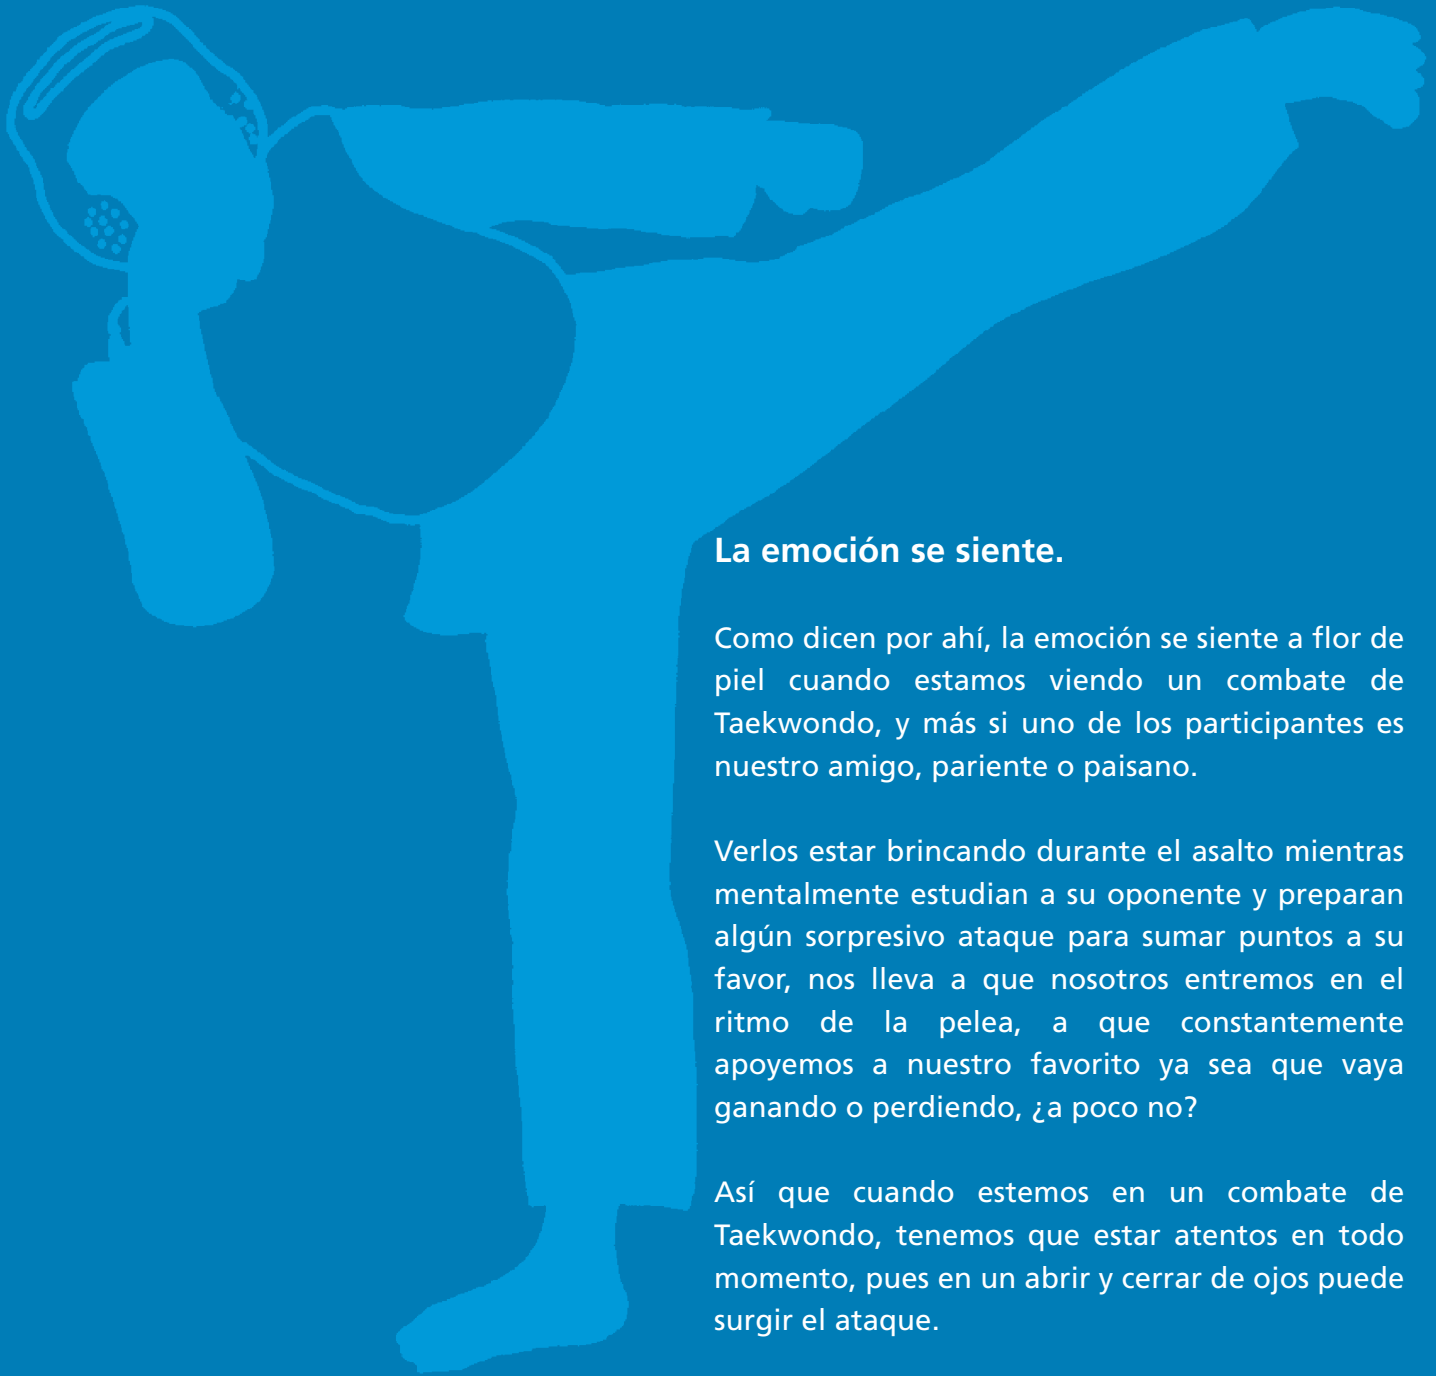 La emoción se siente.
Como dicen por ahí, la emoción se siente a flor de
piel cuando estamos viendo un combate de
Taekwondo, y más si uno de los participantes es
nuestro amigo, pariente o paisano.
Verlos estar brincando durante el asalto mientras
mentalmente estudian a su oponente y preparan
algún sorpresivo ataque para sumar puntos a su
favor, nos lleva a que nosotros entremos en el
ritmo de la pelea, a que constantemente
apoyemos a nuestro favorito ya sea que vaya
ganando o perdiendo, ¿a poco no?
Así que cuando estemos en un combate de
Taekwondo, tenemos que estar atentos en todo
momento, pues en un abrir y cerrar de ojos puede
surgir el ataque.